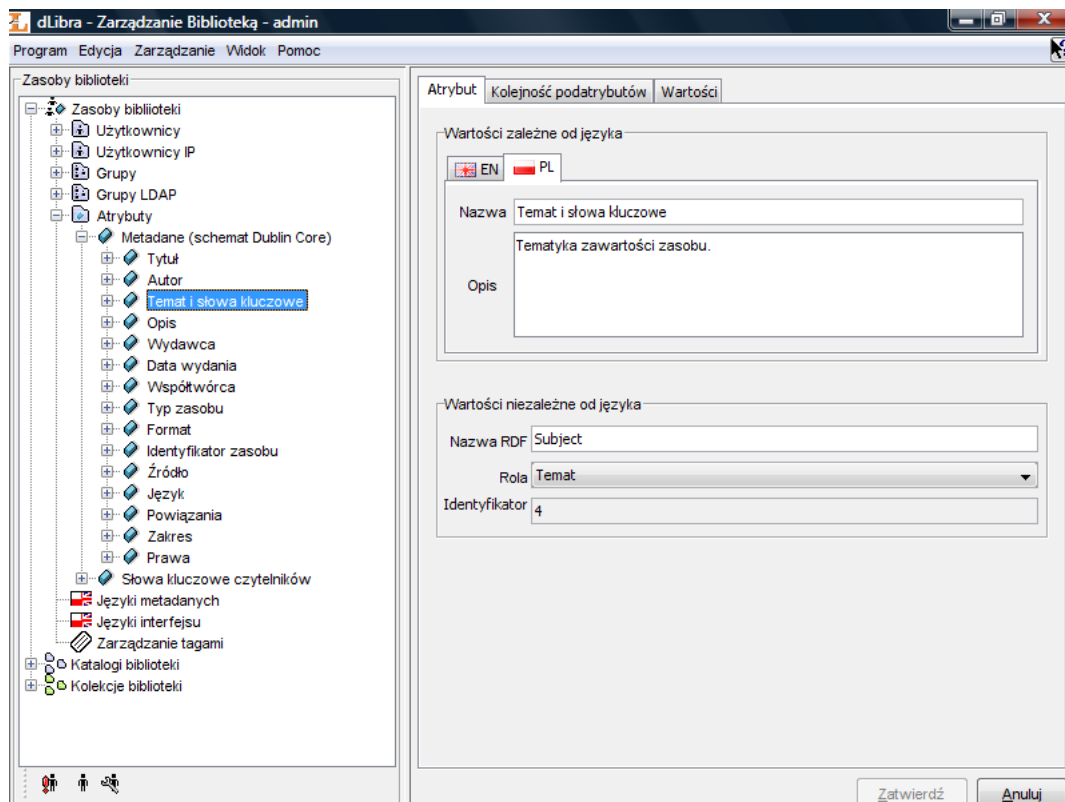 dLibra - Zarządzanie Biblioteką - admin
Program Edycja Zarządzanie Widok Pomoc
Zasoby biblioteki
Zasoby bibliioteki
Użytkownicy
Użytkownicy IP
Grupy
Grupy LDAP
Atrybuty
Metadane (schemat Dublin Core)
Tytuł
Autor
Temat i słowa kluczowe
Opis
Wydawca
Data wydania
Współtwórca
Typ zasobu
Format
Identyfikator zasobu
Źródło
Język
Powiązania
Zakres
Prawa
Słowa kluczowe czytelników
Języki metadanych
Języki interfejsu
Zarządzanie tagami
Katalogi biblioteki
Kolekcje biblioteki
Atrybut Kolejność podatrybutów Wartości
Wartości zależne od języka
EN PL
Nazwa Temat i słowa kluczowe
Opis Tematyka zawartości zasobu.
Wartości niezależne od języka
Nazwa RDF Subject
Rola Temat
Identyfikator 4
Zatwierdź Anuluj